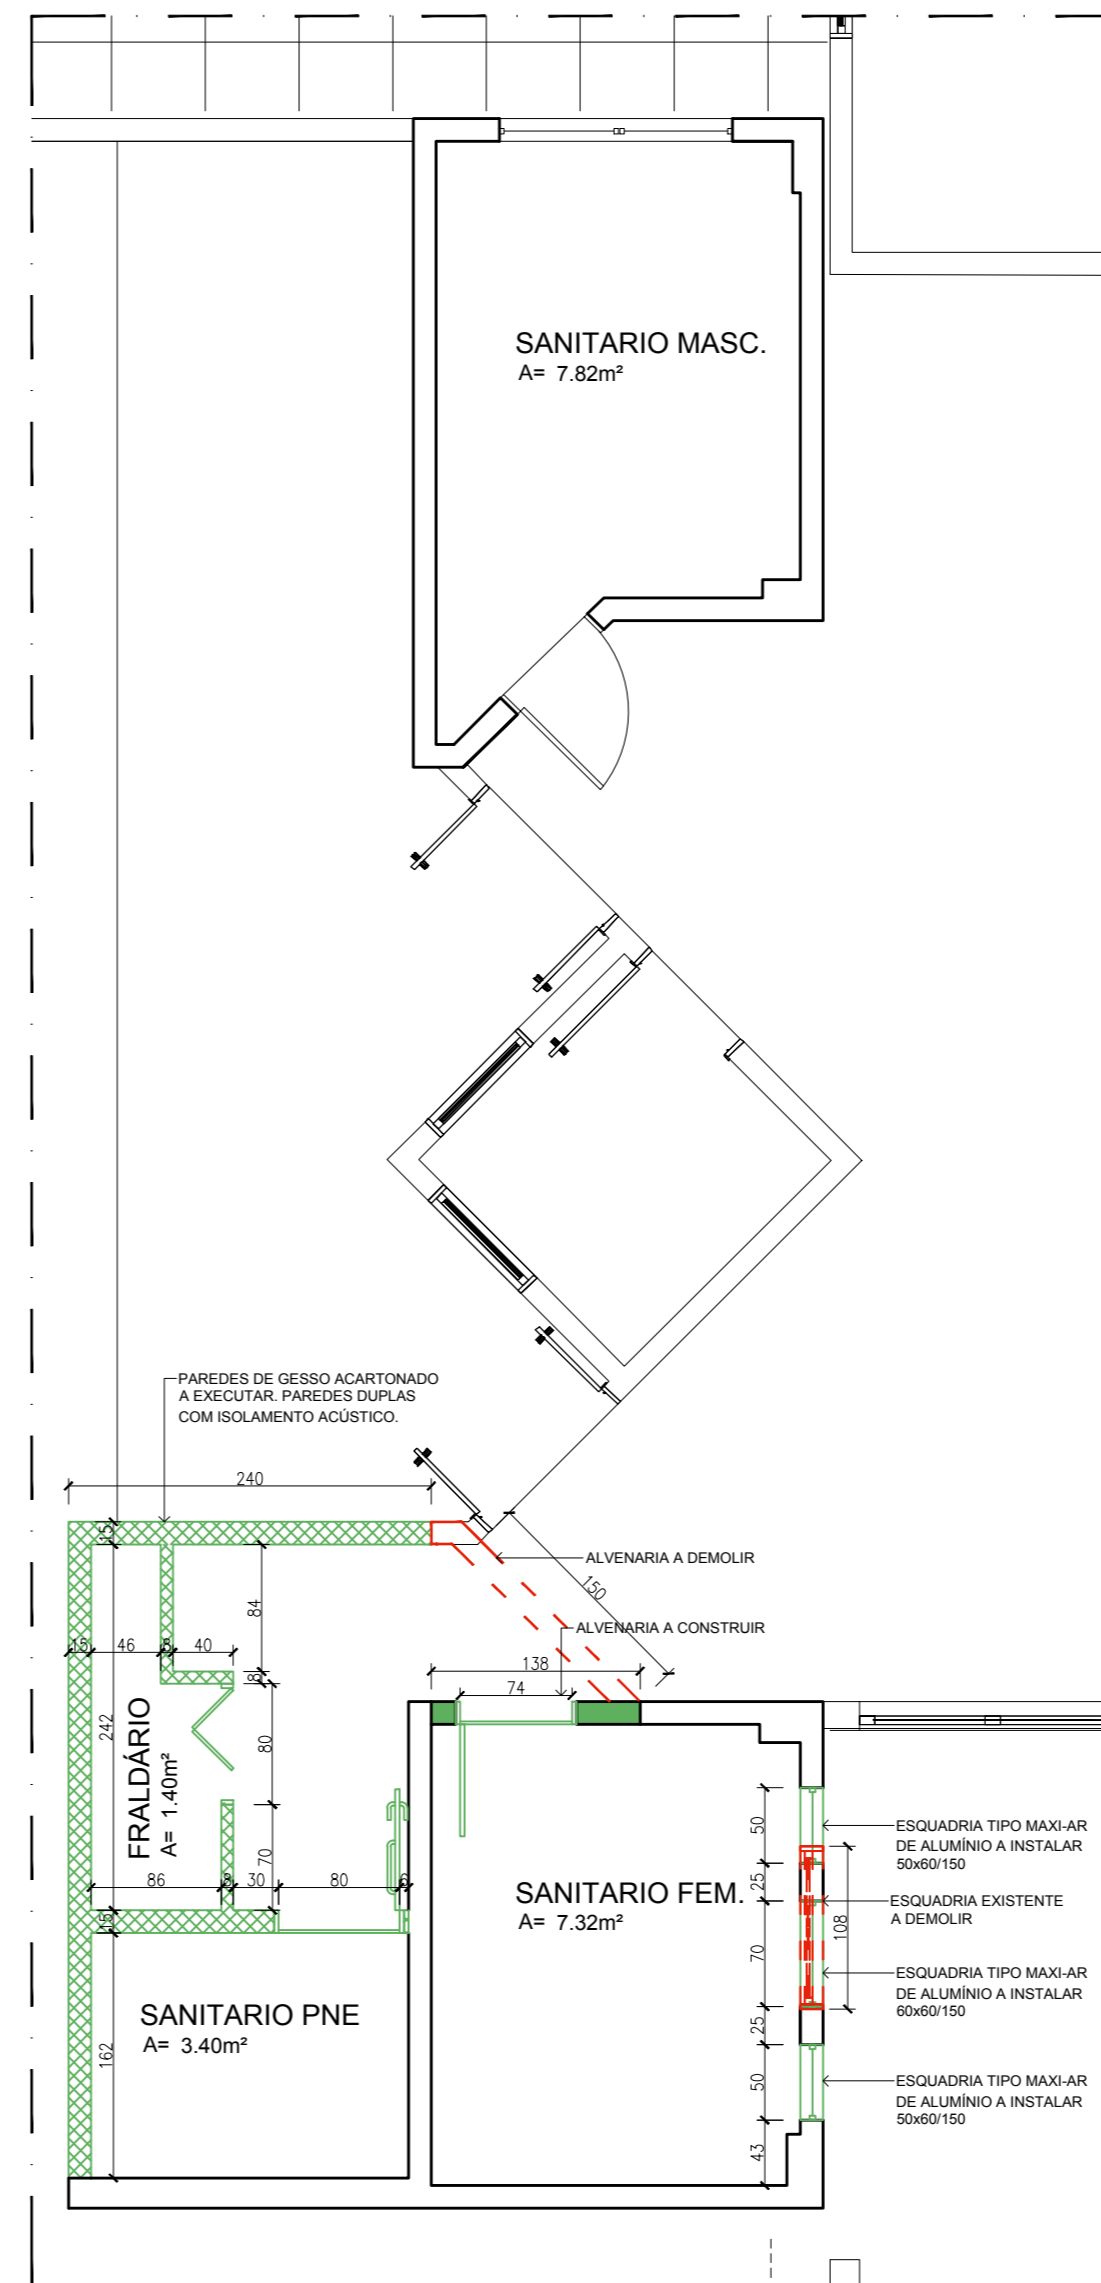 SANITARIO MASC.
A= 7.82m²
PAREDES DE GESSO ACARTONADO
A EXECUTAR. PAREDES DUPLAS
COM ISOLAMENTO ACÚSTICO.
240
15
ALVENARIA A DEMOLIR
150
84
ALVENARIA A CONSTRUIR
15
46
8
40
138
8
74
242
FRALDÁRIO
A= 1.40m²
80
50
ESQUADRIA TIPO MAXI-AR
DE ALUMÍNIO A INSTALAR
50x60/150
70
86
8
30
80
6
25
SANITARIO FEM.
A= 7.32m²
ESQUADRIA EXISTENTE
A DEMOLIR
108
15
70
ESQUADRIA TIPO MAXI-AR
DE ALUMÍNIO A INSTALAR
60x60/150
SANITARIO PNE
A= 3.40m²
25
162
50
ESQUADRIA TIPO MAXI-AR
DE ALUMÍNIO A INSTALAR
50x60/150
43